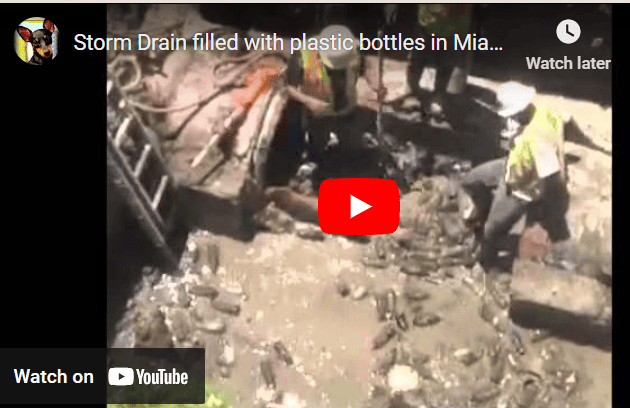 Storm Drain filled with plastic bottles in Mia...
Watch later
Watch on YouTube